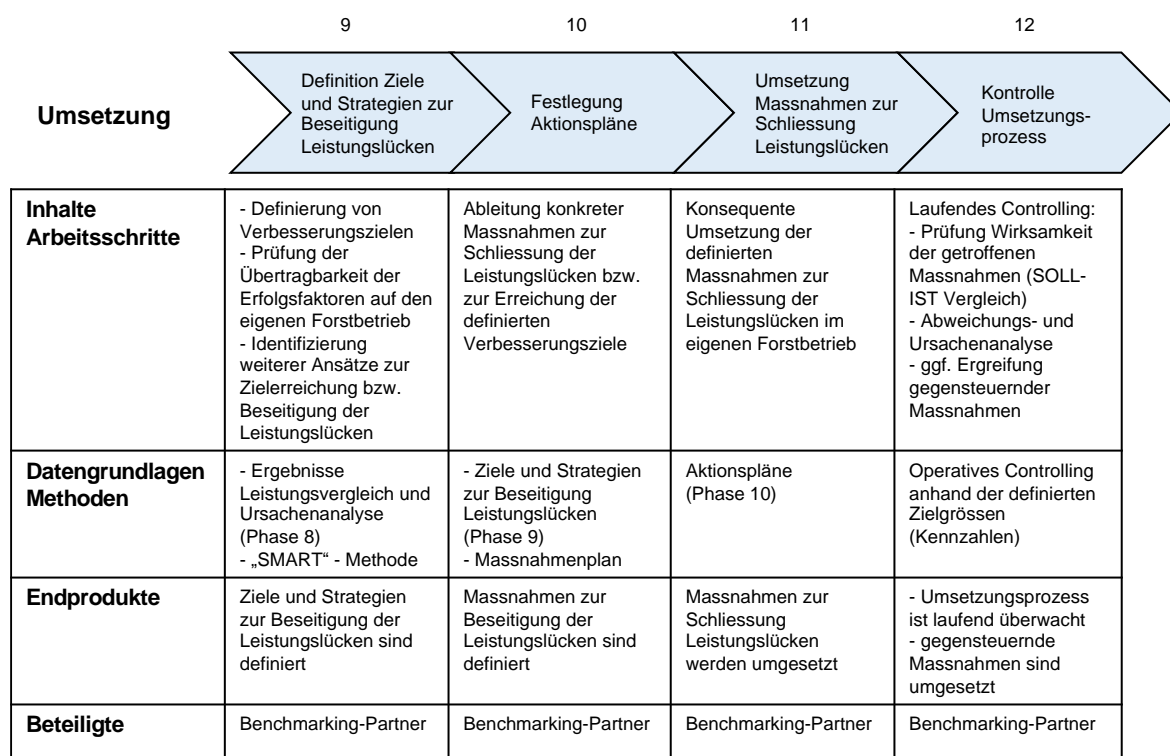 9
10
11
12
Umsetzung
Definition Ziele
und Strategien zur
Beseitigung
Leistungslücken
Festlegung
Aktionspläne
Umsetzung
Massnahmen zur
Schliessung
Leistungslücken
Kontrolle
Umsetzungs-
prozess
Inhalte
Arbeitsschritte
- Definierung von
Verbesserungszielen
- Prüfung der
Übertragbarkeit der
Erfolgsfaktoren auf den
eigenen Forstbetrieb
- Identifizierung
weiterer Ansätze zur
Zielerreichung bzw.
Beseitigung der
Leistungslücken
Ableitung konkreter
Massnahmen zur
Schliessung der
Leistungslücken bzw.
zur Erreichung der
definierten
Verbesserungsziele
Konsequente
Umsetzung der
definierten
Massnahmen zur
Schliessung der
Leistungslücken im
eigenen Forstbetrieb
Laufendes Controlling:
- Prüfung Wirksamkeit
der getroffenen
Massnahmen (SOLL-
IST Vergleich)
- Abweichungs- und
Ursachenanalyse
- ggf. Ergreifung
gegensteuernder
Massnahmen
Datengrundlagen
Methoden
- Ergebnisse
Leistungsvergleich und
Ursachenanalyse
(Phase 8)
- „SMART“ - Methode
- Ziele und Strategien
zur Beseitigung
Leistungslücken
(Phase 9)
- Massnahmenplan
Aktionspläne
(Phase 10)
Operatives Controlling
anhand der definierten
Zielgrössen
(Kennzahlen)
Endprodukte
Ziele und Strategien
zur Beseitigung der
Leistungslücken sind
definiert
Massnahmen zur
Beseitigung der
Leistungslücken sind
definiert
Massnahmen zur
Schliessung
Leistungslücken
werden umgesetzt
- Umsetzungsprozess
ist laufend überwacht
- gegensteuernde
Massnahmen sind
umgesetzt
Beteiligte
Benchmarking-Partner
Benchmarking-Partner
Benchmarking-Partner
Benchmarking-Partner